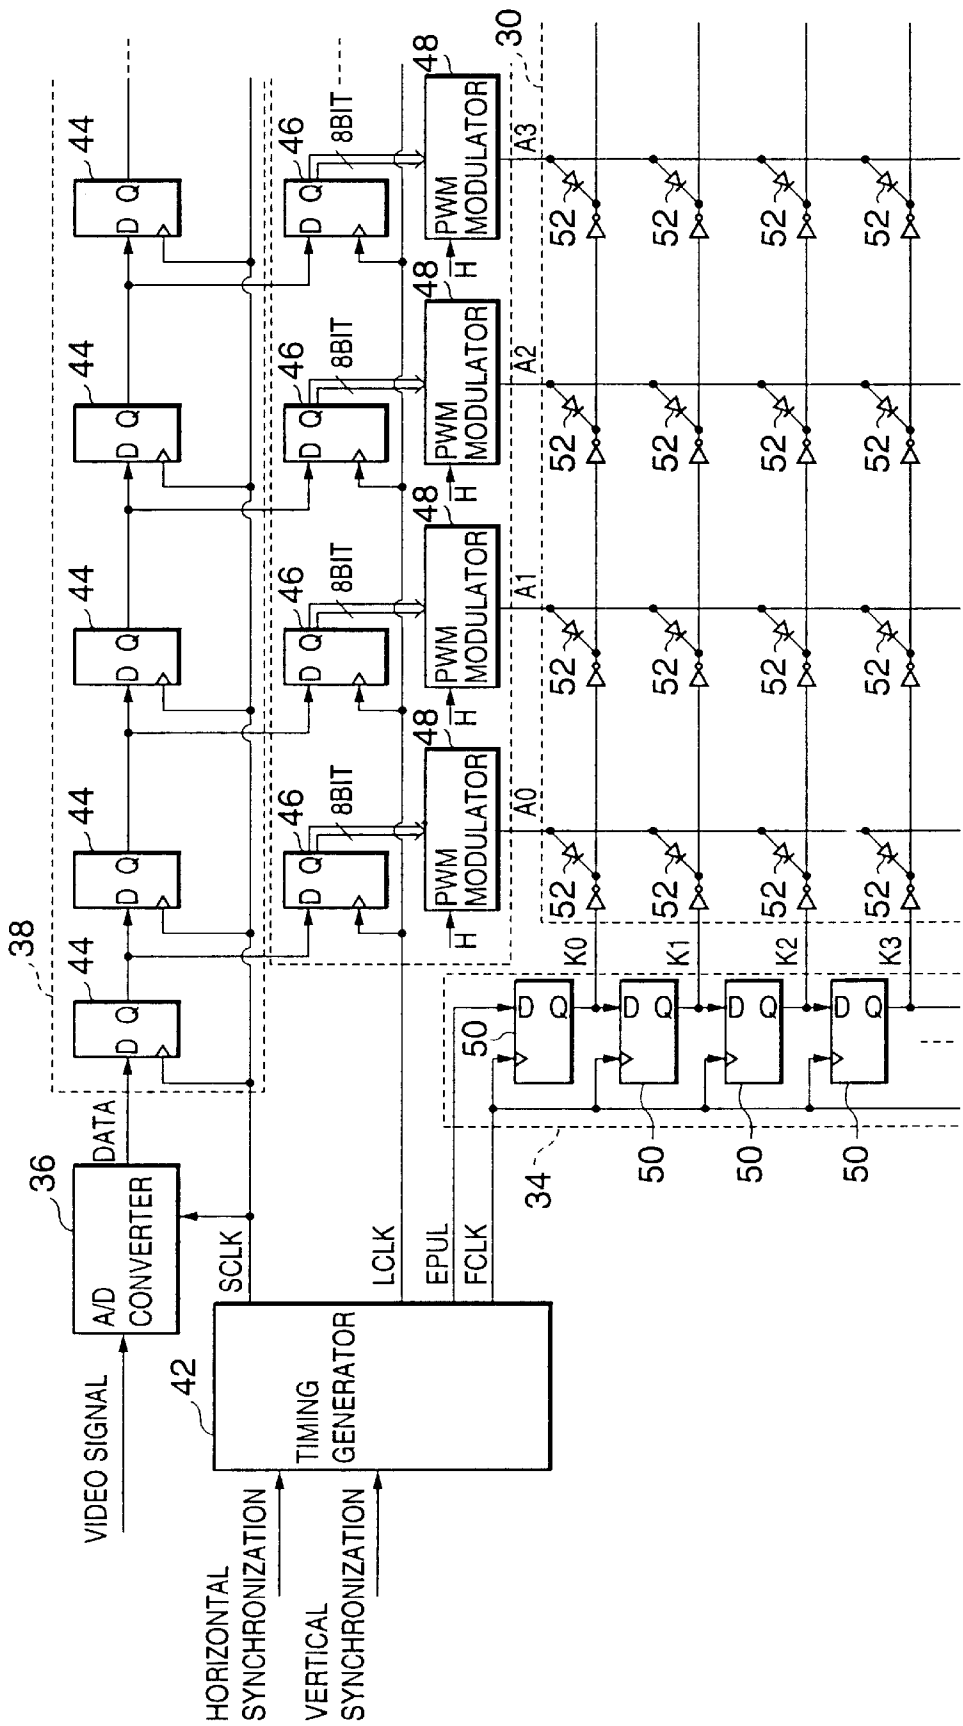 VIDEO SIGNAL
36
A/D
CONVERTER
DATA
38
44
D Q
44
D Q
44
D Q
44
D Q
44
D Q
42
TIMING
GENERATOR
HORIZONTAL
SYNCHRONIZATION
VERTICAL
SYNCHRONIZATION
SCLK
LCLK
EPUL
FCLK
46
D Q
8BIT
46
D Q
8BIT
46
D Q
8BIT
46
D Q
8BIT
H
PWM
MODULATOR
48
H
PWM
MODULATOR
48
H
PWM
MODULATOR
48
H
PWM
MODULATOR
48
A0
A1
A2
A3
30
34
50
D Q
K0
52
52
52
52
50
D Q
K1
52
52
52
52
50
D Q
K2
52
52
52
52
50
D Q
K3
52
52
52
52